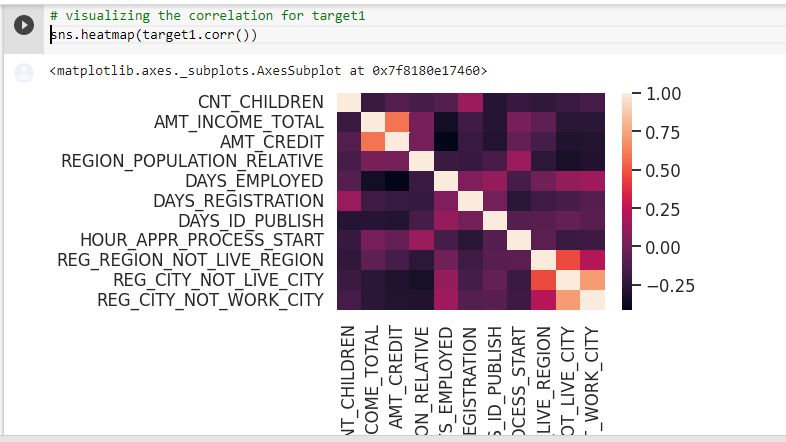 # visualizing the correlation for target1
sns.heatmap(target1.corr())
<matplotlib.axes._subplots.AxesSubplot at 0x7f8180e17460>
CNT_CHILDREN
AMT_INCOME_TOTAL
AMT_CREDIT
REGION_POPULATION_RELATIVE
DAYS_EMPLOYED
DAYS_REGISTRATION
DAYS_ID_PUBLISH
HOUR_APPR_PROCESS_START
REG_REGION_NOT_LIVE_REGION
REG_CITY_NOT_LIVE_CITY
REG_CITY_NOT_WORK_CITY
1.00
0.75
0.50
0.25
0.00
−0.25
NT_CHILDREN
COME_TOTAL
AMT_CREDIT
ON_RELATIVE
S_EMPLOYED
EGISTRATION
S_ID_PUBLISH
OCESS_START
LIVE_REGION
OT_LIVE_CITY
_WORK_CITY